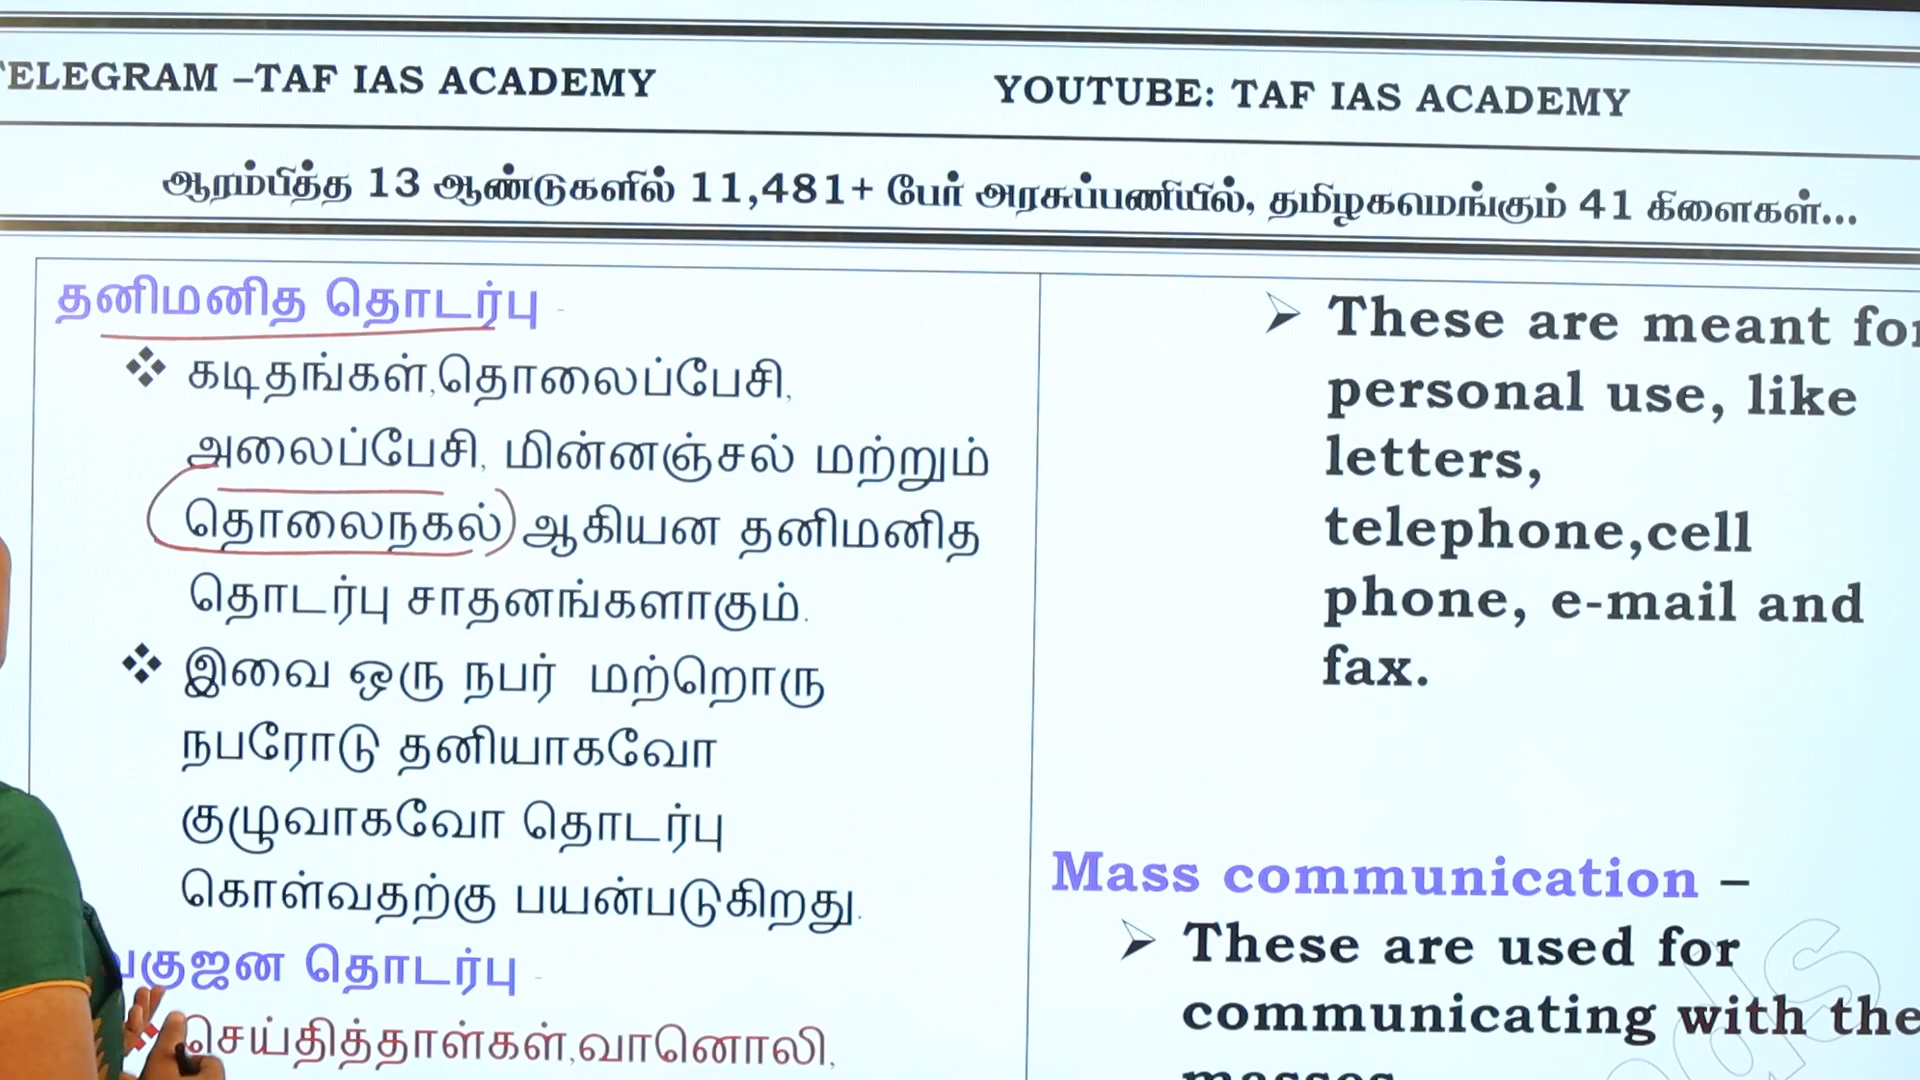 TELEGRAM –TAF IAS ACADEMY
YOUTUBE: TAF IAS ACADEMY
ஆரம்பித்த 13 ஆண்டுகளில் 11,481+ பேர் அரசுப்பணியில், தமிழகமெங்கும் 41 கிளைகள்...
தனிமனித தொடர்பு -
❖ கடிதங்கள்,தொலைப்பேசி,
அலைப்பேசி, மின்னஞ்சல் மற்றும்
தொலைநகல் ஆகியன தனிமனித
தொடர்பு சாதனங்களாகும்.
❖ இவை ஒரு நபர் மற்றொரு
நபரோடு தனியாகவோ
குழுவாகவோ தொடர்பு
கொள்வதற்கு பயன்படுகிறது.
வெகுஜன தொடர்பு -
செய்தித்தாள்கள்,வானொலி,
➢ These are meant for
personal use, like
letters,
telephone,cell
phone, e-mail and
fax.
Mass communication –
➢ These are used for
communicating with the
masses